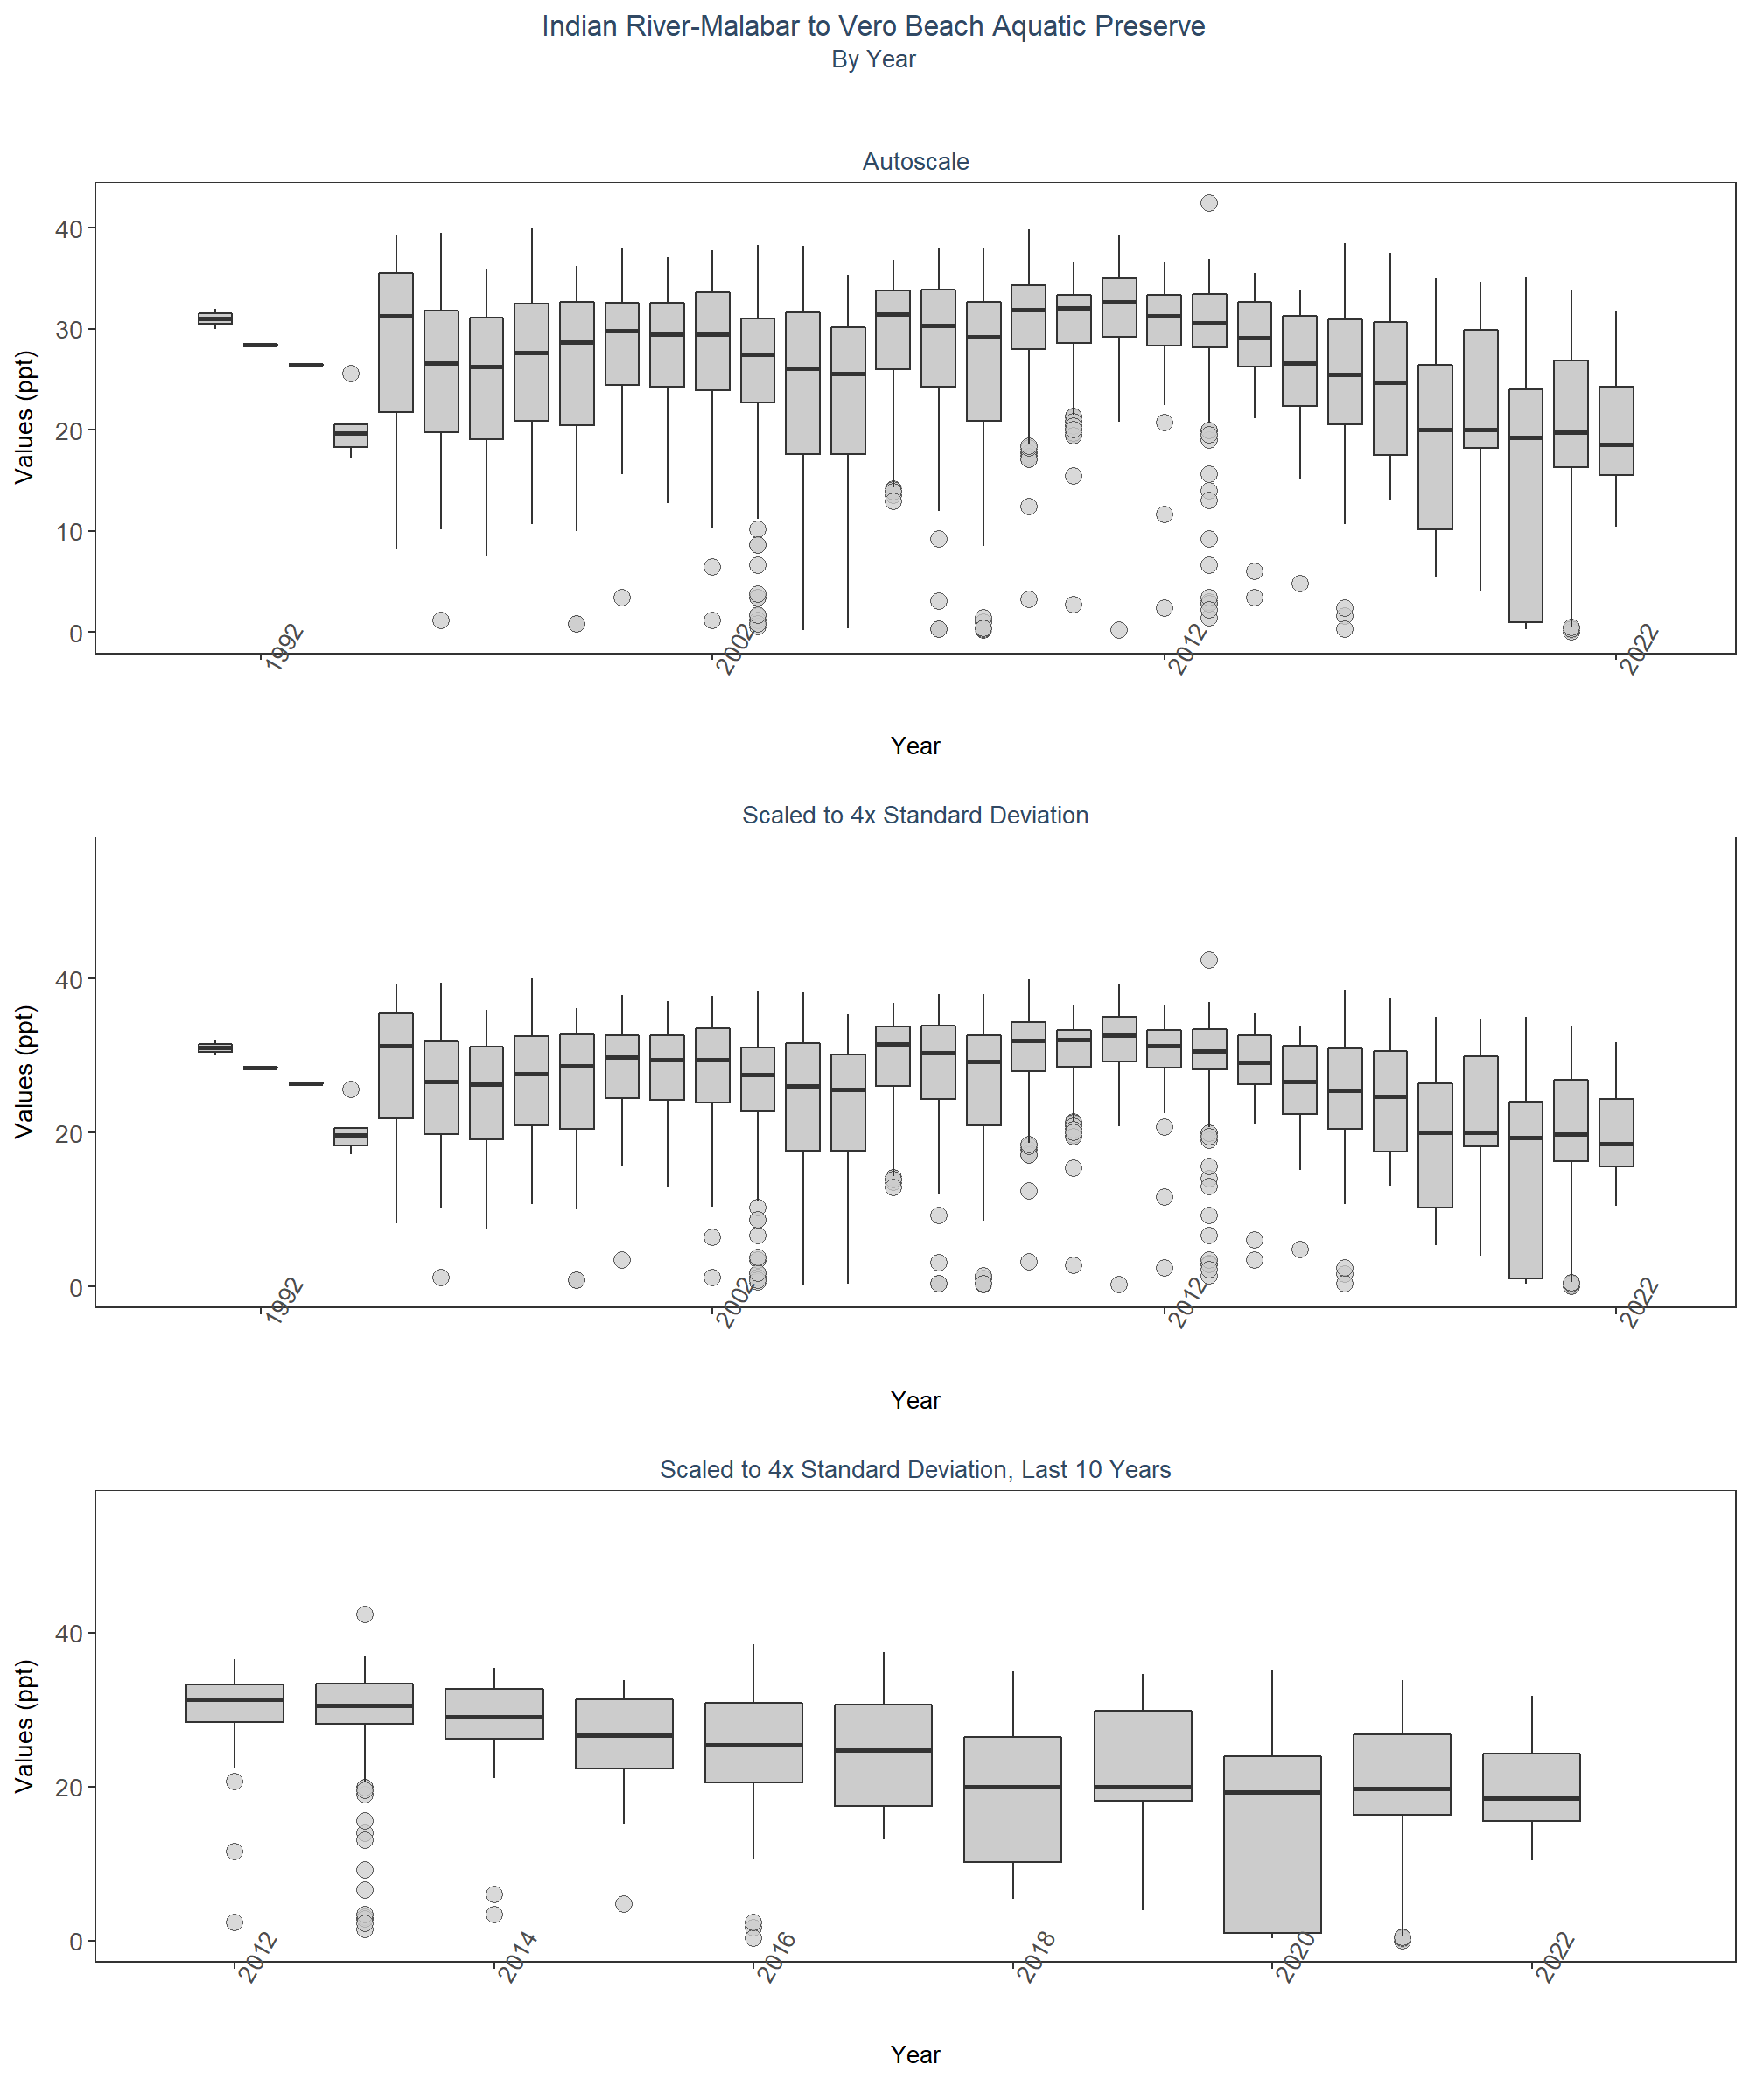 Indian River-Malabar to Vero Beach Aquatic Preserve
By Year
Autoscale
Values (ppt)
40
30
20
10
0
1992
2002
2012
2022
Year
Scaled to 4x Standard Deviation
Values (ppt)
40
20
0
1992
2002
2012
2022
Year
Scaled to 4x Standard Deviation, Last 10 Years
Values (ppt)
40
20
0
2012
2014
2016
2018
2020
2022
Year